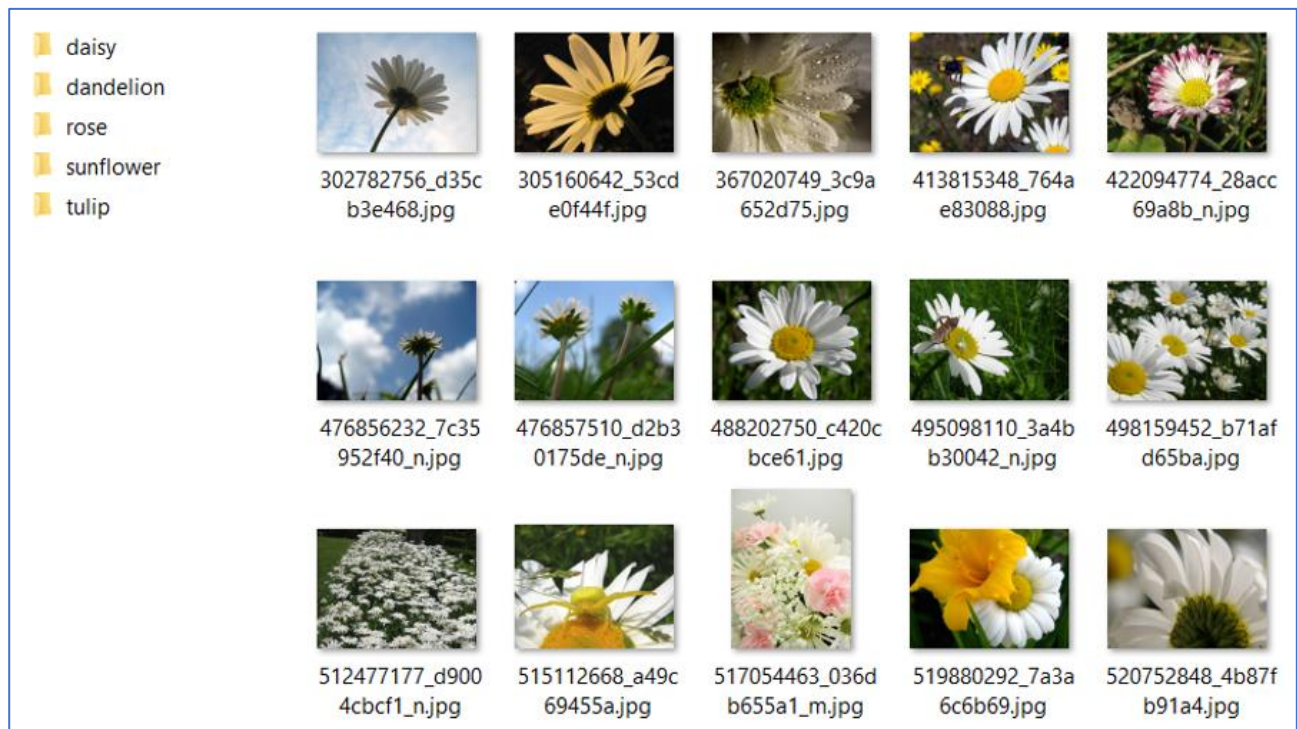 daisy
dandelion
rose
sunflower
tulip
302782756_d35c
b3e468.jpg
305160642_53cd
e0f44f.jpg
367020749_3c9a
652d75.jpg
413815348_764a
e83088.jpg
422094774_28acc
69a8b_n.jpg
476856232_7c35
952f40_n.jpg
476857510_d2b3
0175de_n.jpg
488202750_c420c
bce61.jpg
495098110_3a4b
b30042_n.jpg
498159452_b71af
d65ba.jpg
512477177_d900
4cbcf1_n.jpg
515112668_a49c
69455a.jpg
517054463_036d
b655a1_m.jpg
519880292_7a3a
6c6b69.jpg
520752848_4b87f
b91a4.jpg